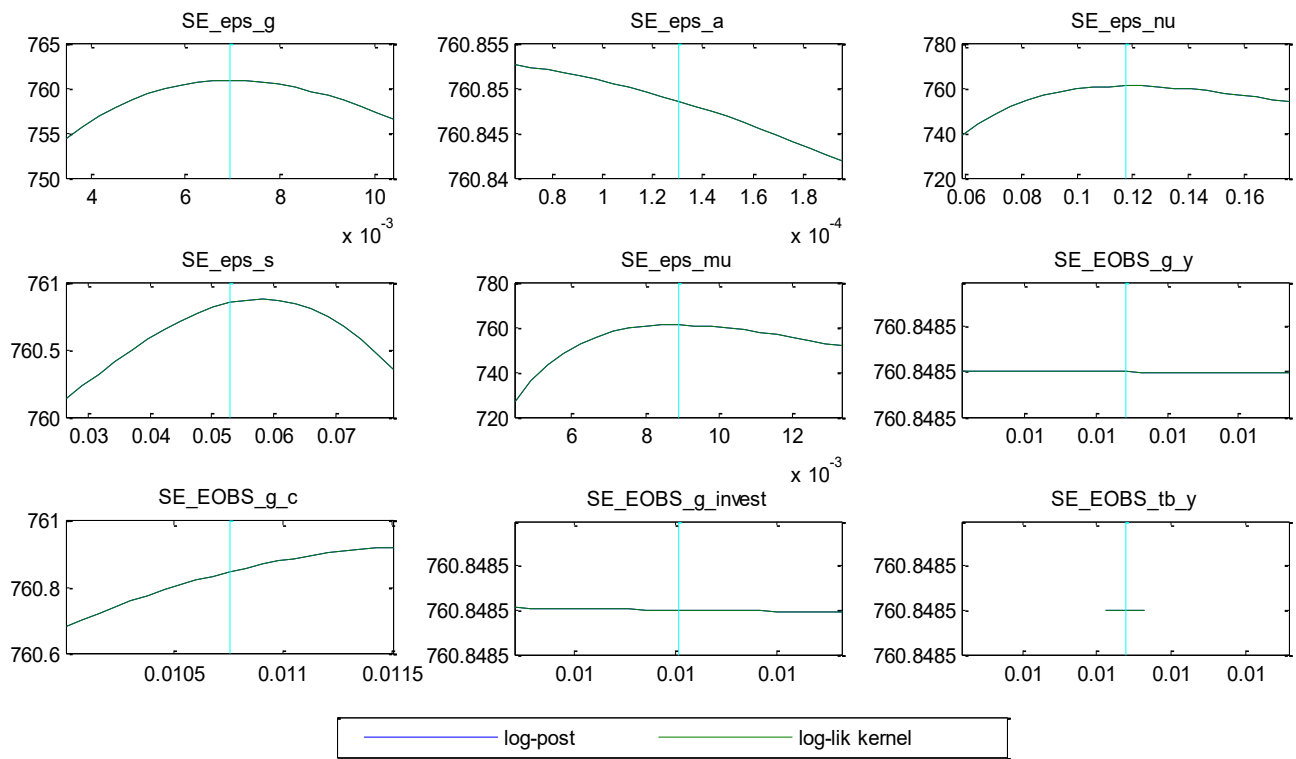 SE_eps_g
765
760
755
750
4 6 8 10
x 10^-3
SE_eps_a
760.855
760.85
760.845
760.84
0.8 1 1.2 1.4 1.6 1.8
x 10^-4
SE_eps_nu
780
760
740
720
0.06 0.08 0.1 0.12 0.14 0.16
SE_eps_s
761
760.5
760
0.03 0.04 0.05 0.06 0.07
SE_eps_mu
780
760
740
720
6 8 10 12
x 10^-3
SE_EOBS_g_y
760.8485
760.8485
760.8485
0.01 0.01 0.01 0.01
SE_EOBS_g_c
761
760.8
760.6
0.0105 0.011 0.0115
SE_EOBS_g_invest
760.8485
760.8485
760.8485
0.01 0.01 0.01
SE_EOBS_tb_y
760.8485
760.8485
760.8485
0.01 0.01 0.01 0.01
log-post log-lik kernel